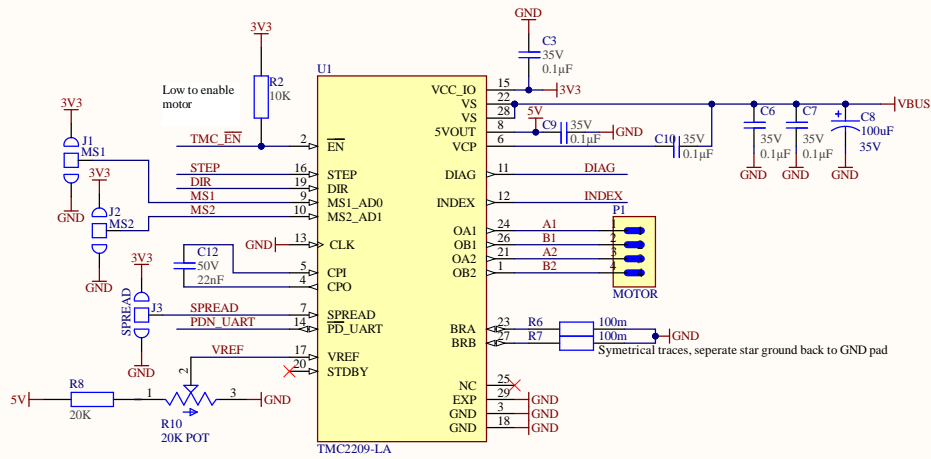 GND
3V3
U1
C3
35V
0.1µF
Low to enable
motor
R2
10K
VCC_IO 15 3V3
VS 22
VS 28
VBUS
5VOUT 8
5V
C9
35V
0.1µF
GND
VCP 6
C10
35V
0.1µF
C6
35V
0.1µF
GND
C7
35V
0.1µF
GND
+
C8
100uF
35V
GND
3V3
J1
MS1
GND
TMC_EN 2 EN
STEP 16 STEP
DIR 19 DIR
MS1 9 MS1_AD0
MS2 10 MS2_AD1
DIAG 11 DIAG
INDEX 12 INDEX
3V3
J2
MS2
GND
GND 13 CLK
C12
50V
22nF
5 CPI
4 CPO
P1
OA1 24 A1 1
OB1 26 B1 2
OA2 21 A2 3
OB2 1 B2 4
MOTOR
3V3
SPREAD
J3
GND
SPREAD 7 SPREAD
PDN_UART 14 PD_UART
BRA 23 R6 100m
BRB 27 R7 100m
GND
Symetrical traces, seperate star ground back to GND pad
VREF 17 VREF
20 STDBY
NC 25
EXP 29 GND
GND 3 GND
GND 18 GND
5V
R8
20K
1
2
3
GND
R10
20K POT
TMC2209-LA